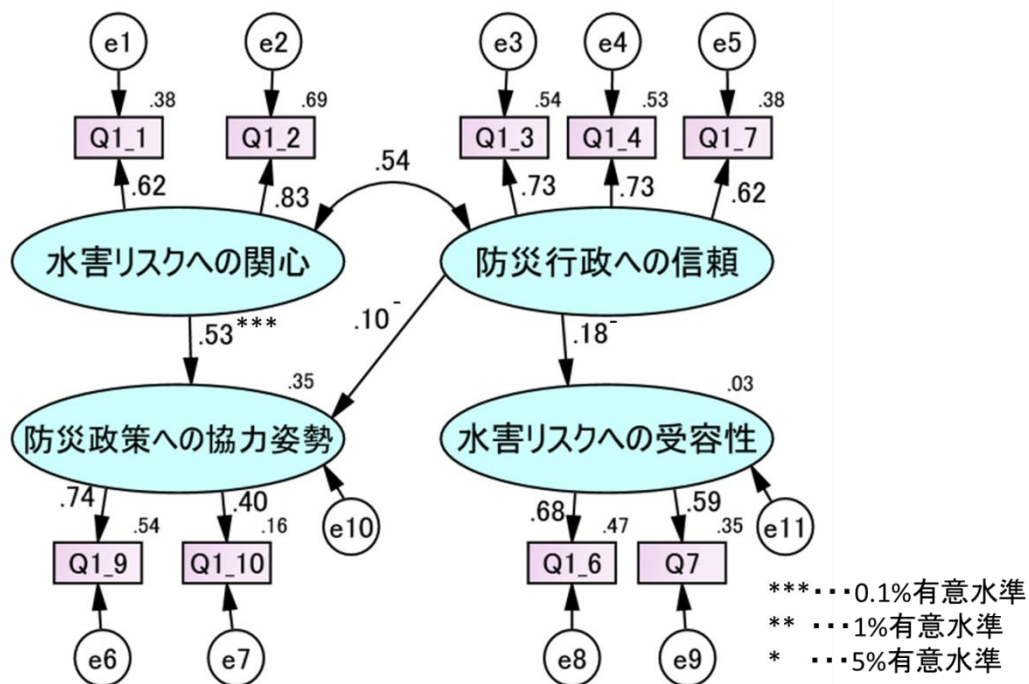 e1 e2 e3 e4 e5
.38 .69 .54 .53 .38
Q1_1 Q1_2 Q1_3 Q1_4 Q1_7
.62 .83 .54 .73 .73 .62
水害リスクへの関心 防災行政への信頼
.53*** .10- .18-
.35 .03
防災政策への協力姿勢 水害リスクへの受容性
.74 .40 e10 .68 .59 e11
.54 .16 .47 .35
Q1_9 Q1_10 Q1_6 Q7
***・・・0.1%有意水準
** ・・・1%有意水準
* ・・・5%有意水準
e6 e7 e8 e9